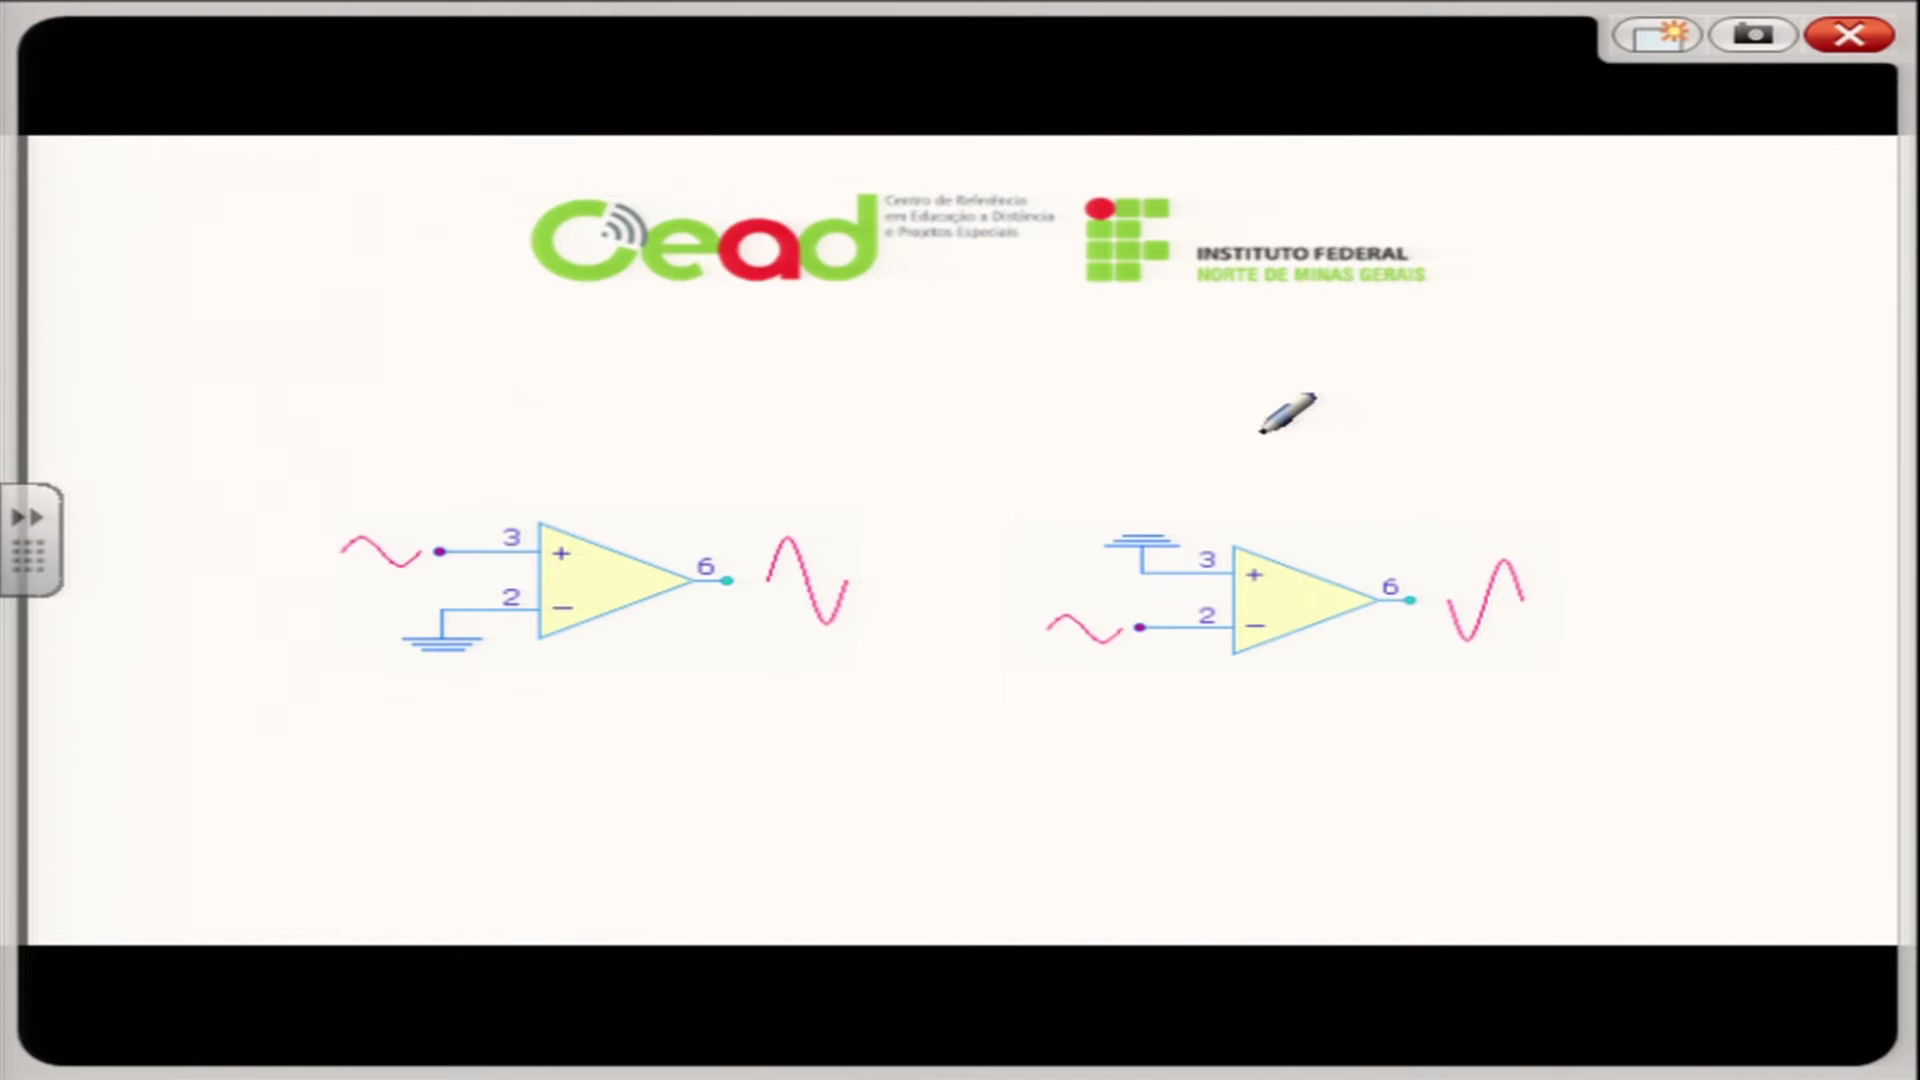 Cead
Centro de Referência
em Educação a Distância
e Projetos Especiais
INSTITUTO FEDERAL
NORTE DE MINAS GERAIS
3
+
6
2
−
3
+
6
2
−